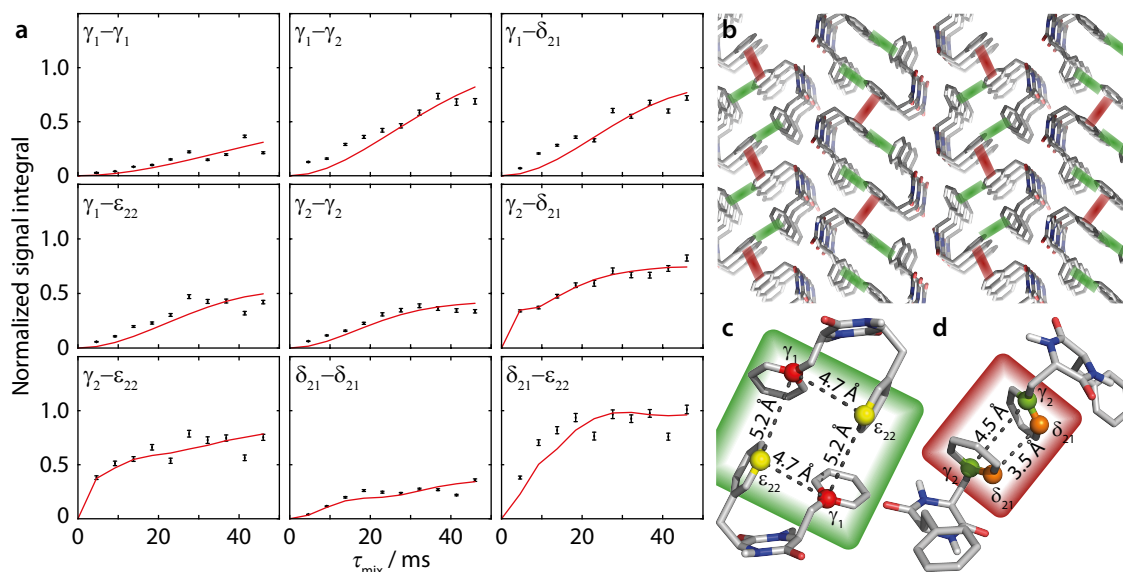 a
Normalized signal integral
γ₁–γ₁
γ₁–γ₂
γ₁–δ₂₁
1.0
0.5
0
γ₁–ε₂₂
γ₂–γ₂
γ₂–δ₂₁
1.0
0.5
0
γ₂–ε₂₂
δ₂₁–δ₂₁
δ₂₁–ε₂₂
1.0
0.5
0
0 20 40
0 20 40
0 20 40
τmix / ms
b
c
γ₁
4.7 Å
ε₂₂
5.2 Å
5.2 Å
ε₂₂
4.7 Å
γ₁
d
γ₂
δ₂₁
4.5 Å
3.5 Å
γ₂
δ₂₁